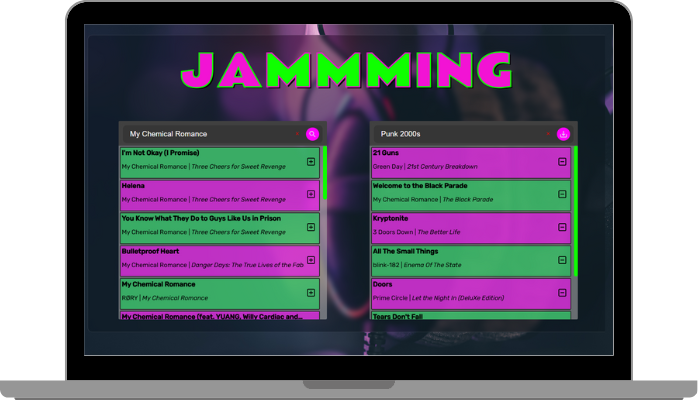 JAMMMING
My Chemical Romance
I'm Not Okay (I Promise)
My Chemical Romance | Three Cheers for Sweet Revenge
Helena
My Chemical Romance | Three Cheers for Sweet Revenge
You Know What They Do to Guys Like Us in Prison
My Chemical Romance | Three Cheers for Sweet Revenge
Bulletproof Heart
My Chemical Romance | Danger Days: The True Lives of the Fab
My Chemical Romance
RØRY | My Chemical Romance
My Chemical Romance (feat. YUANG, Willy Cardiac and...
Punk 2000s
21 Guns
Green Day | 21st Century Breakdown
Welcome to the Black Parade
My Chemical Romance | The Black Parade
Kryptonite
3 Doors Down | The Better Life
All The Small Things
blink-182 | Enema Of The State
Doors
Prime Circle | Let the Night In (DeluXe Edition)
Tears Don't Fall